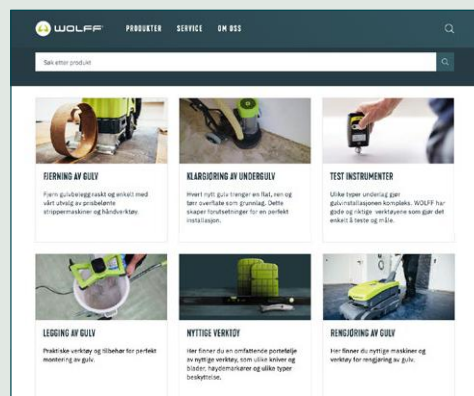 WOLFF
PRODUKTER SERVICE OM OSS
Søk etter produkt
FJERNING AV GULV
Fjern gulvbelegg raskt og enkelt med
vårt utvalg av prisbelønte
strippermaskiner og håndverktøy.
KLARGJØRING AV UNDERGULV
Hvert nytt gulv trenger en flat, ren og
tørr overflate som grunnlag. Dette
skaper forutsetninger for en perfekt
installasjon.
TEST INSTRUMENTER
Ulike typer underlag gjør
gulvinstallasjonen kompleks. WOLFF har
gode og riktige verktøyene som gjør det
enkelt å teste og måle.
LEGGING AV GULV
Praktiske verktøy og tilbehør for perfekt
montering av gulv.
NYTTIGE VERKTØY
Her finner du en omfattende portefølje
av nyttige verktøy, som ulike kniver og
blader, høydemarkører og ulike typer
beskyttelse.
RENGJØRING AV GULV
Her finner du nyttige maskiner og
verktøy for rengjøring av gulv.